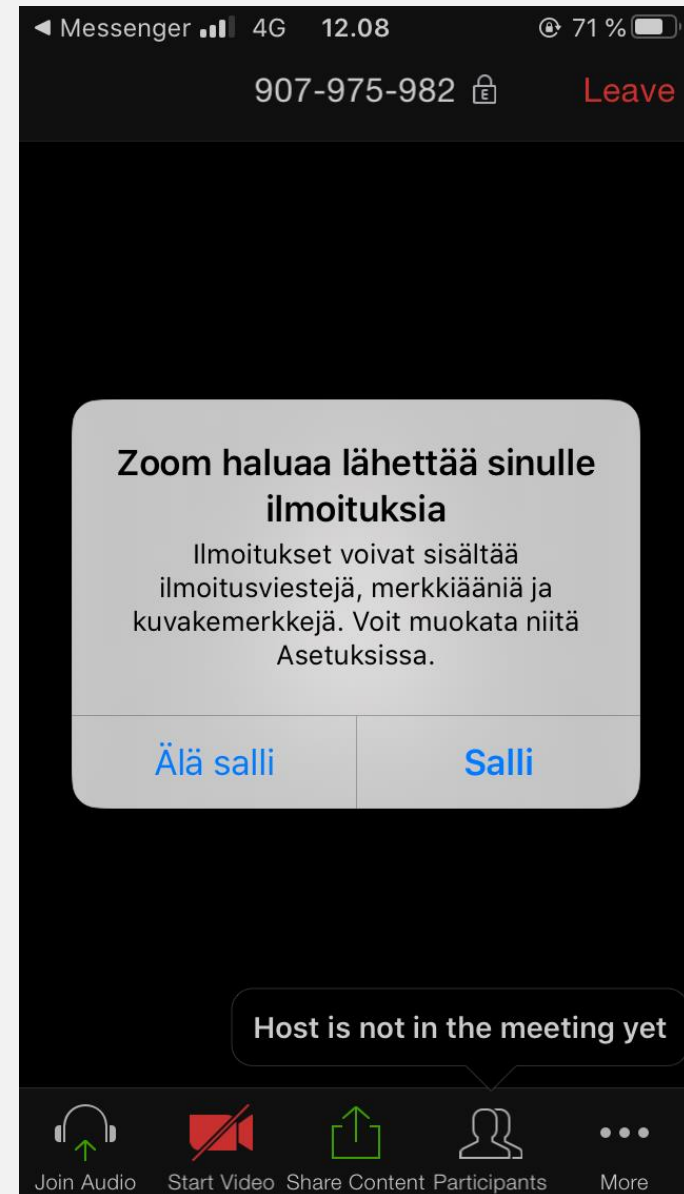 ◀ Messenger 4G 12.08 71 %
907-975-982 Leave
Zoom haluaa lähettää sinulle
ilmoituksia
Ilmoitukset voivat sisältää
ilmoitusviestejä, merkkiääniä ja
kuvakemerkkejä. Voit muokata niitä
Asetuksissa.
Älä salli Salli
Host is not in the meeting yet
Join Audio Start Video Share Content Participants More